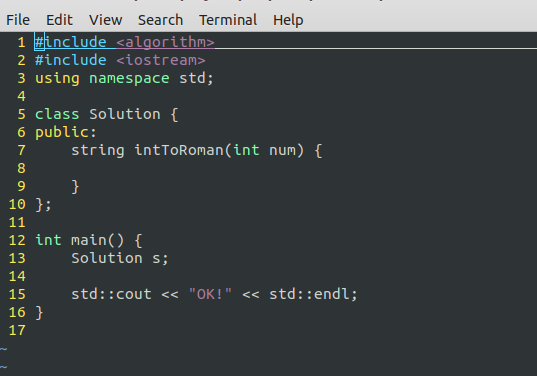 File Edit View Search Terminal Help
1 #include <algorithm>
2 #include <iostream>
3 using namespace std;
4
5 class Solution {
6 public:
7     string intToRoman(int num) {
8
9     }
10 };
11
12 int main() {
13     Solution s;
14
15     std::cout << "OK!" << std::endl;
16 }
17
~
~